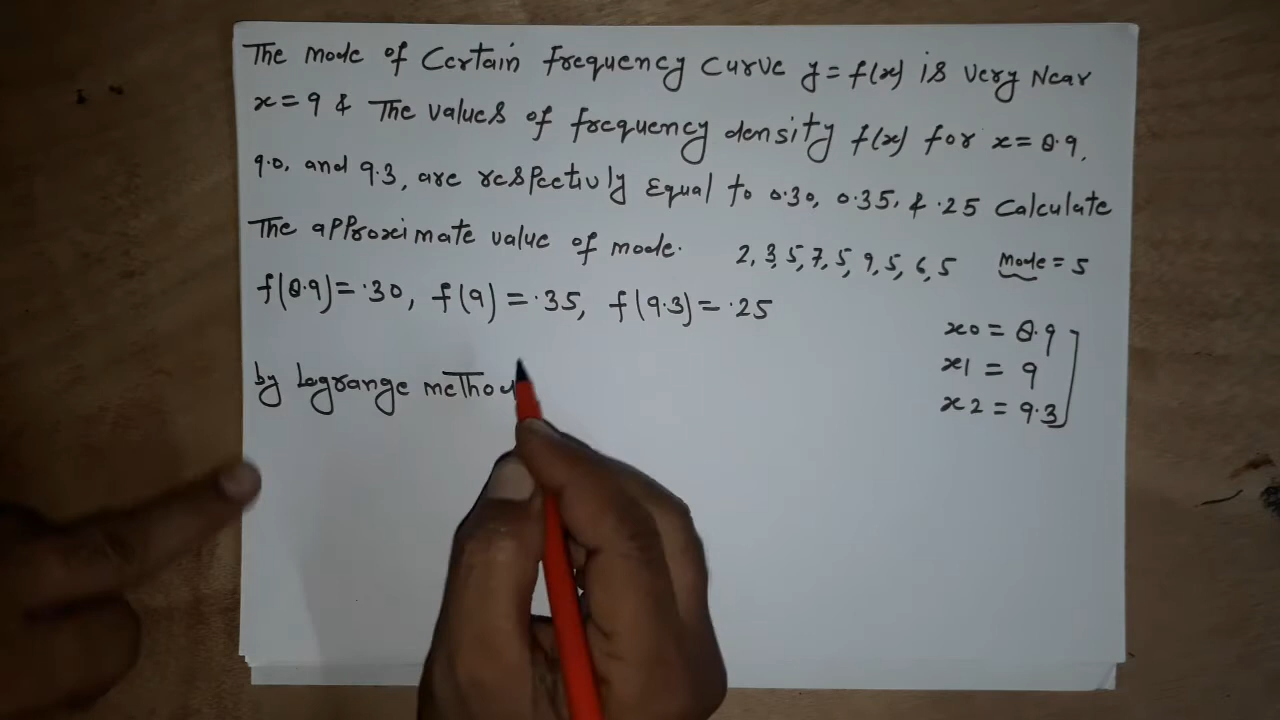 The mode of Certain frequency curve y = f(x) is very Near
x = 9 & The values of frequency density f(x) for x = 8.9,
9.0, and 9.3, are respectivly Equal to 0.30, 0.35, & .25 Calculate
The approximate value of mode.
2, 3, 5, 7, 5, 9, 5, 6, 5 mode = 5
f(8.9) = .30, f(9) = .35, f(9.3) = .25
x0 = 8.9
x1 = 9
x2 = 9.3
by lagrange method